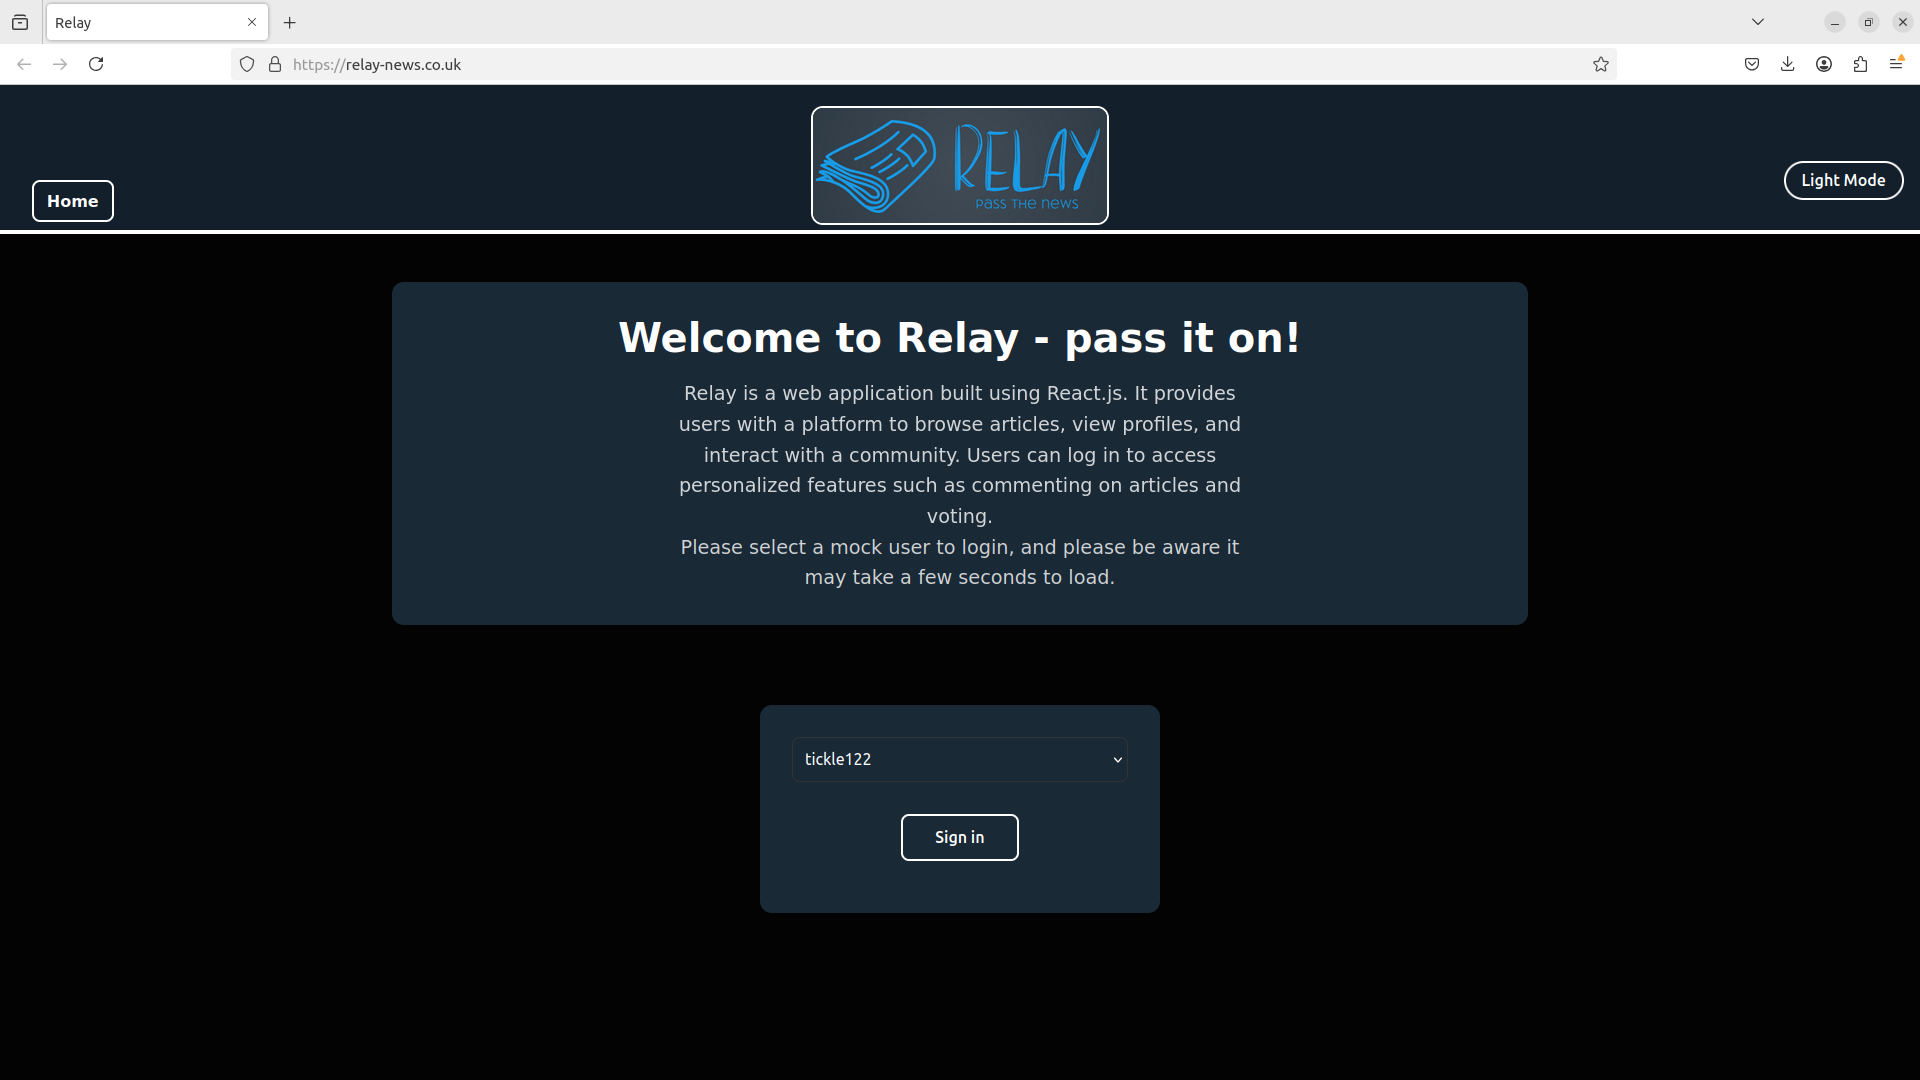 Relay
https://relay-news.co.uk
RELAY
PASS THE NEWS
Home
Light Mode
Welcome to Relay - pass it on!
Relay is a web application built using React.js. It provides
users with a platform to browse articles, view profiles, and
interact with a community. Users can log in to access
personalized features such as commenting on articles and
voting.
Please select a mock user to login, and please be aware it
may take a few seconds to load.
tickle122
Sign in